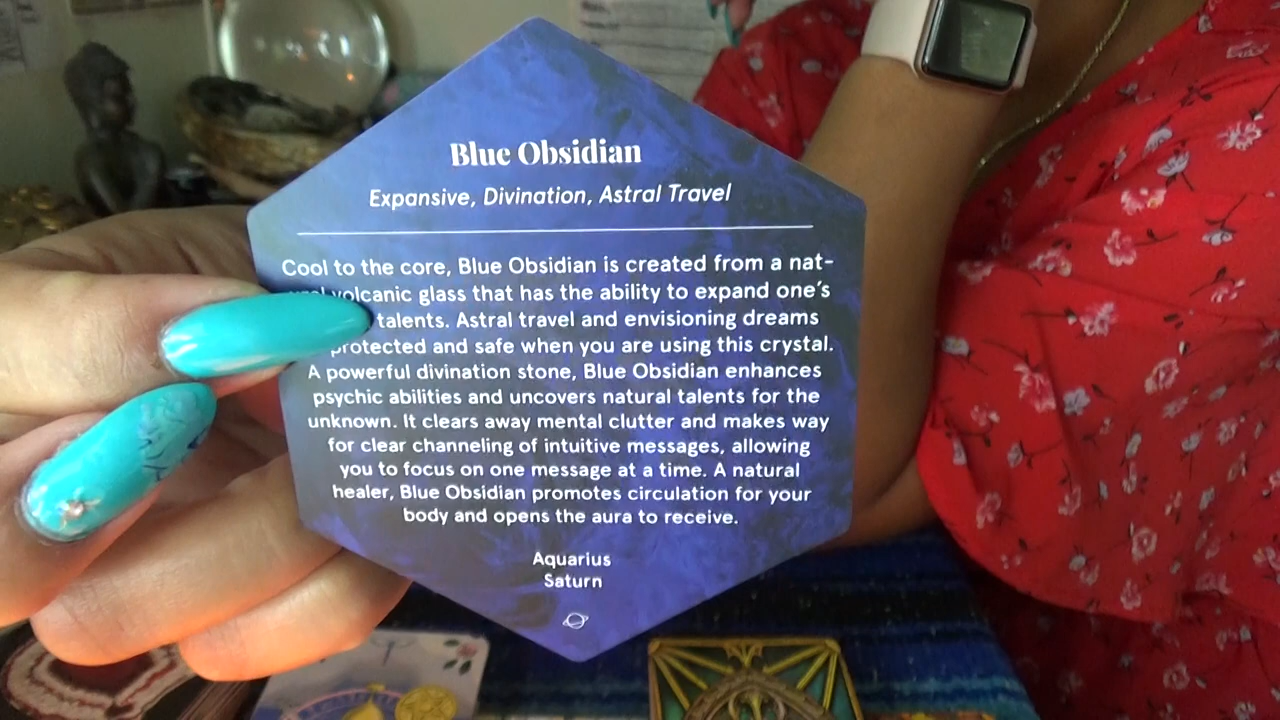 Blue Obsidian
Expansive, Divination, Astral Travel
Cool to the core, Blue Obsidian is created from a nat-
volcanic glass that has the ability to expand one's
talents. Astral travel and envisioning dreams
protected and safe when you are using this crystal.
A powerful divination stone, Blue Obsidian enhances
psychic abilities and uncovers natural talents for the
unknown. It clears away mental clutter and makes way
for clear channeling of intuitive messages, allowing
you to focus on one message at a time. A natural
healer, Blue Obsidian promotes circulation for your
body and opens the aura to receive.
Aquarius
Saturn